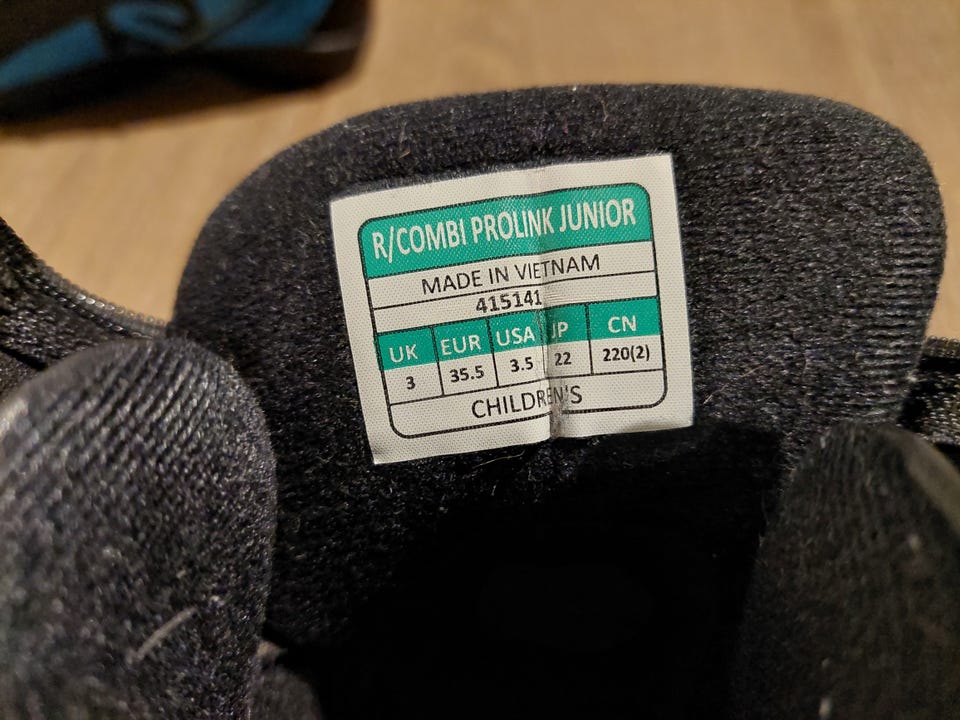 R/COMBI PROLINK JUNIOR
MADE IN VIETNAM
415141
UK EUR USA JP CN
3 35.5 3.5 22 220(2)
CHILDREN'S